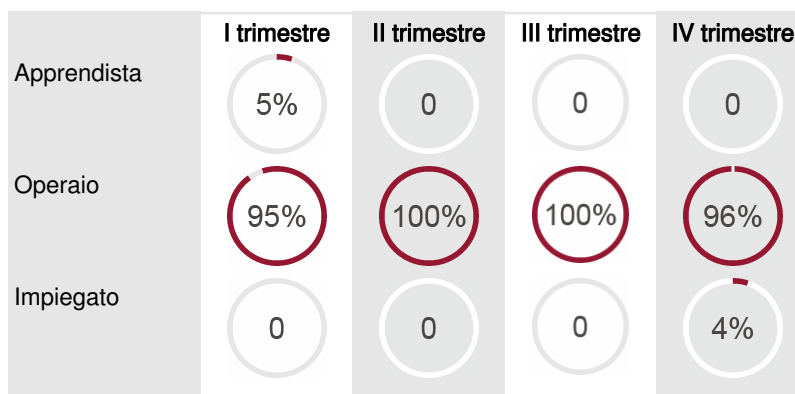 I trimestre II trimestre III trimestre IV trimestre
Apprendista
5% 0 0 0
Operaio
95% 100% 100% 96%
Impiegato
0 0 0 4%